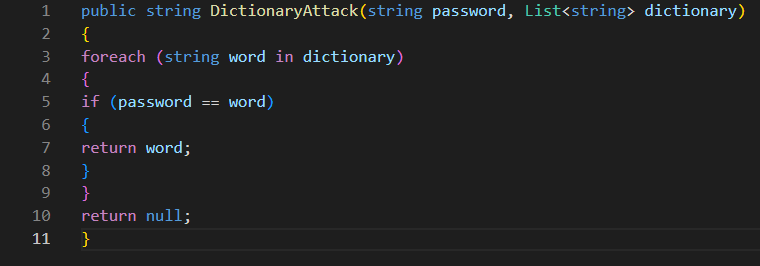 1 public string DictionaryAttack(string password, List<string> dictionary)
2 {
3 foreach (string word in dictionary)
4 {
5 if (password == word)
6 {
7 return word;
8 }
9 }
10 return null;
11 }